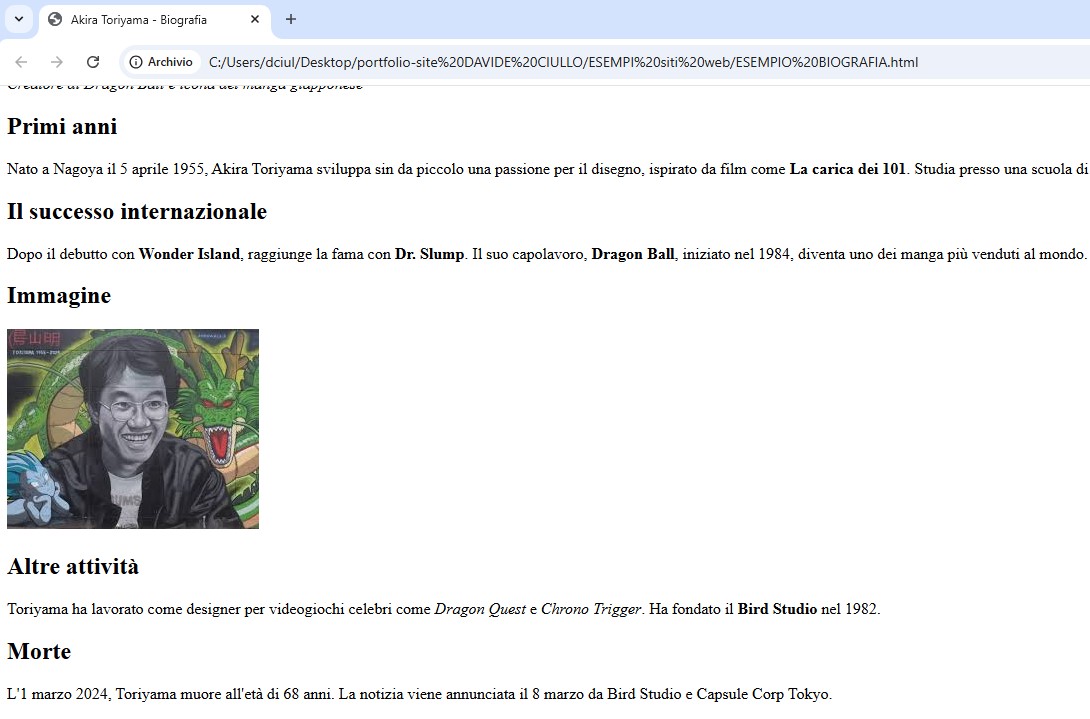 Akira Toriyama - Biografia
Archivio
C:/Users/dciul/Desktop/portfolio-site%20DAVIDE%20CIULLO/ESEMPI%20siti%20web/ESEMPIO%20BIOGRAFIA.html
Creatore di Dragon Ball e icona del manga giapponese
Primi anni
Nato a Nagoya il 5 aprile 1955, Akira Toriyama sviluppa sin da piccolo una passione per il disegno, ispirato da film come La carica dei 101. Studia presso una scuola di
Il successo internazionale
Dopo il debutto con Wonder Island, raggiunge la fama con Dr. Slump. Il suo capolavoro, Dragon Ball, iniziato nel 1984, diventa uno dei manga più venduti al mondo.
Immagine
鳥山明
Altre attività
Toriyama ha lavorato come designer per videogiochi celebri come Dragon Quest e Chrono Trigger. Ha fondato il Bird Studio nel 1982.
Morte
L'1 marzo 2024, Toriyama muore all'età di 68 anni. La notizia viene annunciata il 8 marzo da Bird Studio e Capsule Corp Tokyo.